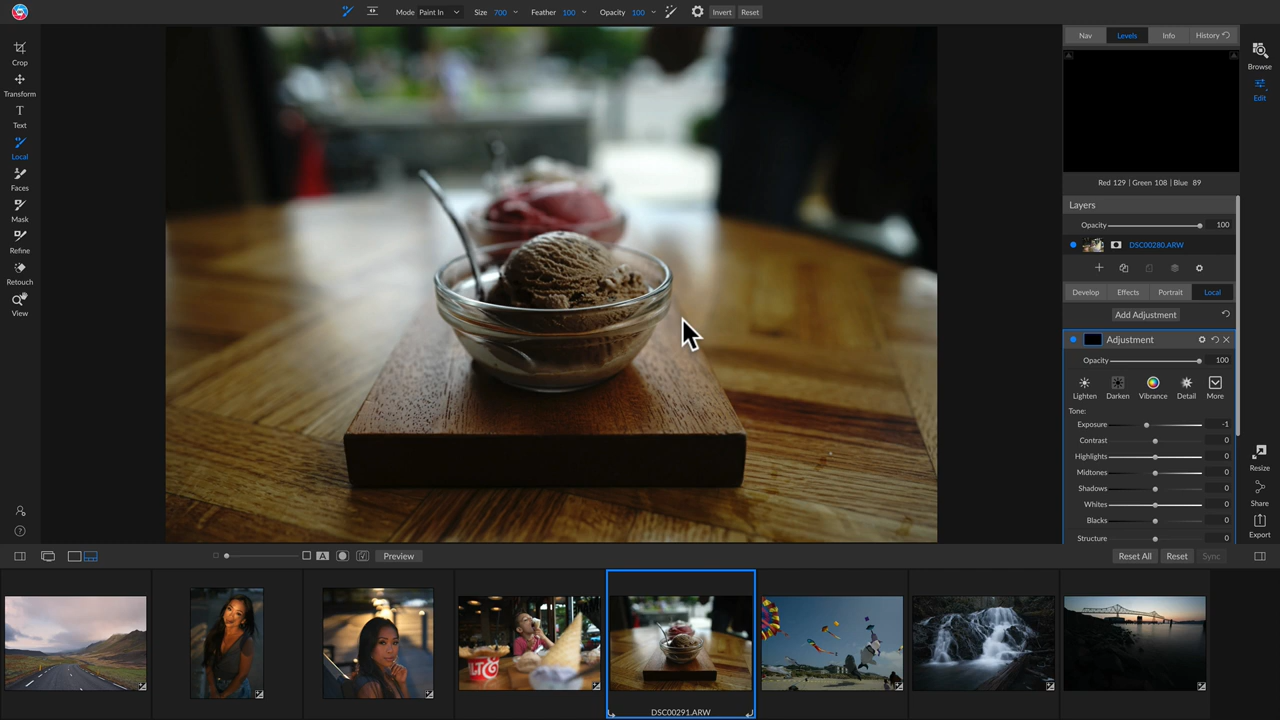 Mode Paint In Size 700 Feather 100 Opacity 100 Invert Reset
Crop
Transform
Text
Local
Faces
Mask
Refine
Retouch
View
Nav Levels Info History
Browse
Edit
Red 129 | Green 108 | Blue 89
Layers
Opacity 100
DSC00280.ARW
Develop Effects Portrait Local
Add Adjustment
Adjustment
Opacity 100
Lighten Darken Vibrance Detail More
Tone:
Exposure -1
Contrast 0
Highlights 0
Midtones 0
Shadows 0
Whites 0
Blacks 0
Structure 0
Resize
Share
Export
A Preview Reset All Reset Sync
LT&
DSC00291.ARW